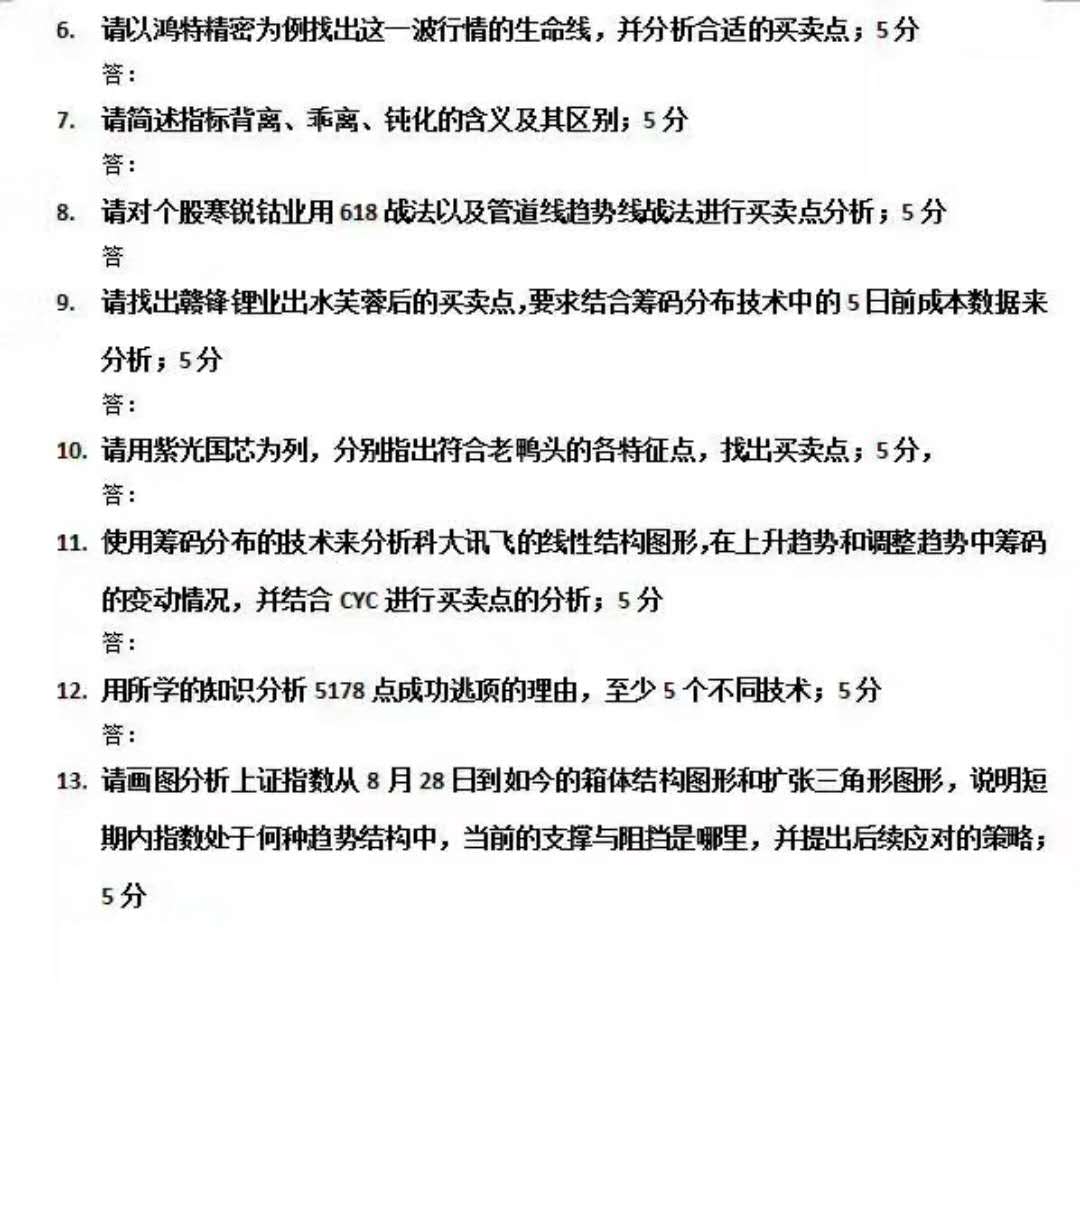 6. 请以鸿特精密为例找出这一波行情的生命线，并分析合适的买卖点；5分
答：
7. 请简述指标背离、乖离、钝化的含义及其区别；5 分
答：
8. 请对个股寒锐钴业用 618 战法以及管道线趋势线战法进行买卖点分析；5 分
答
9. 请找出赣锋锂业出水芙蓉后的买卖点,要求结合筹码分布技术中的 5 日前成本数据来
分析；5 分
答：
10. 请用紫光国芯为列，分别指出符合老鸭头的各特征点，找出买卖点；5 分，
答：
11. 使用筹码分布的技术来分析科大讯飞的线性结构图形,在上升趋势和调整趋势中筹码
的变动情况，并结合 CYC 进行买卖点的分析；5 分
答：
12. 用所学的知识分析 5178 点成功逃顶的理由，至少 5 个不同技术；5 分
答：
13. 请画图分析上证指数从 8 月 28 日到如今的箱体结构图形和扩张三角形图形，说明短
期内指数处于何种趋势结构中，当前的支撑与阻挡是哪里，并提出后续应对的策略；
5 分